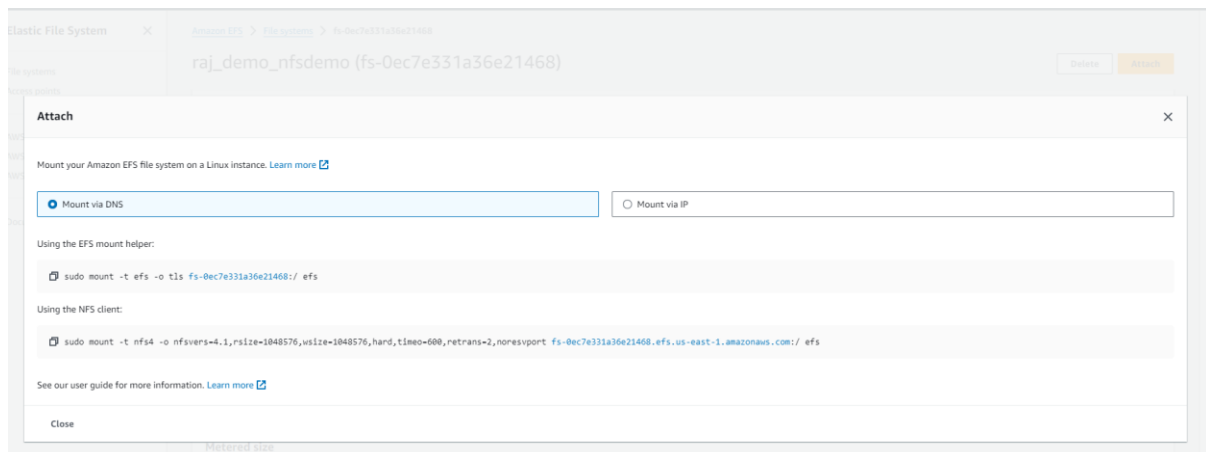 Elastic File System
Amazon EFS > File systems > fs-0ec7e331a36e21468
raj_demo_nfsdemo (fs-0ec7e331a36e21468)
Delete
Attach
File systems
Access points
Attach
Mount your Amazon EFS file system on a Linux instance. Learn more
Mount via DNS
Mount via IP
Using the EFS mount helper:
sudo mount -t efs -o tls fs-0ec7e331a36e21468:/ efs
Using the NFS client:
sudo mount -t nfs4 -o nfsvers=4.1,rsize=1048576,wsize=1048576,hard,timeo=600,retrans=2,noresvport fs-0ec7e331a36e21468.efs.us-east-1.amazonaws.com:/ efs
See our user guide for more information. Learn more
Close
Metered size